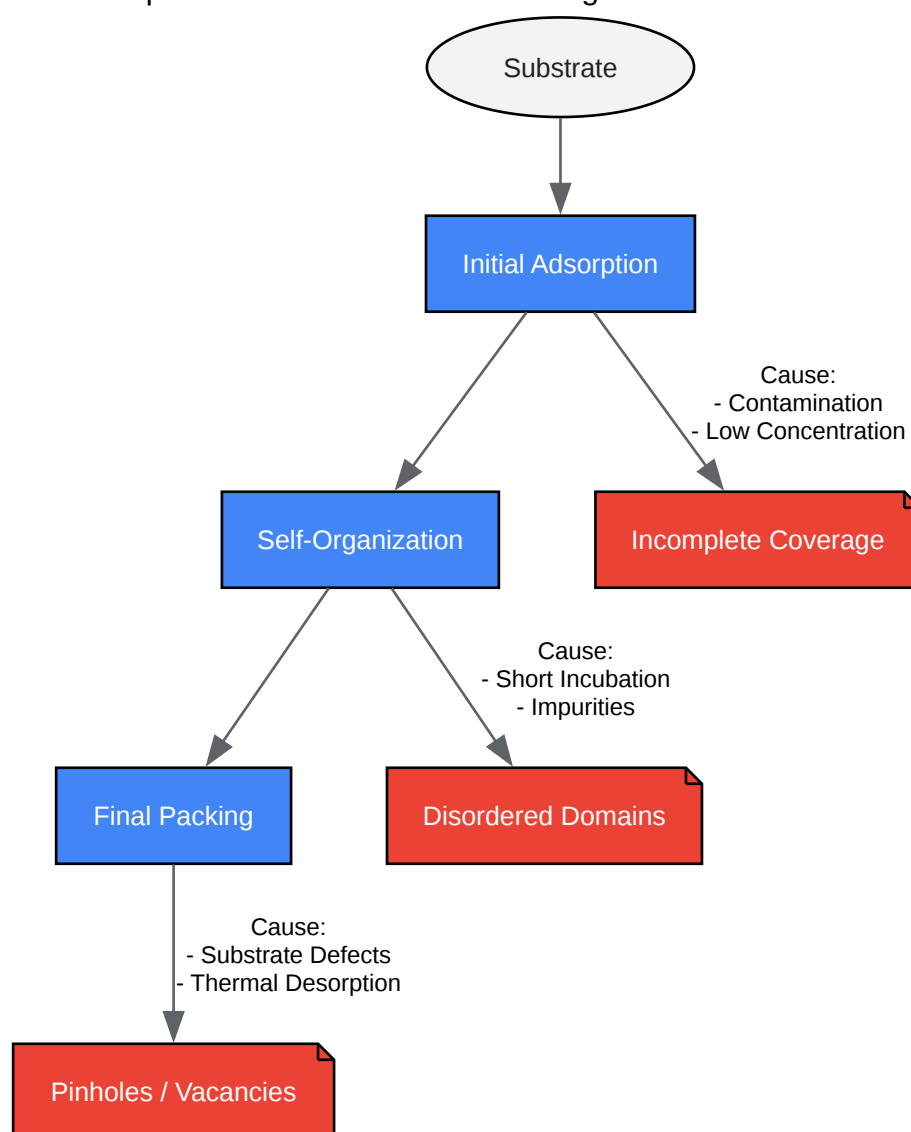 Substrate
Initial Adsorption
Cause:
- Contamination
- Low Concentration
Self-Organization
Incomplete Coverage
Cause:
- Short Incubation
- Impurities
Final Packing
Disordered Domains
Cause:
- Substrate Defects
- Thermal Desorption
Pinholes / Vacancies